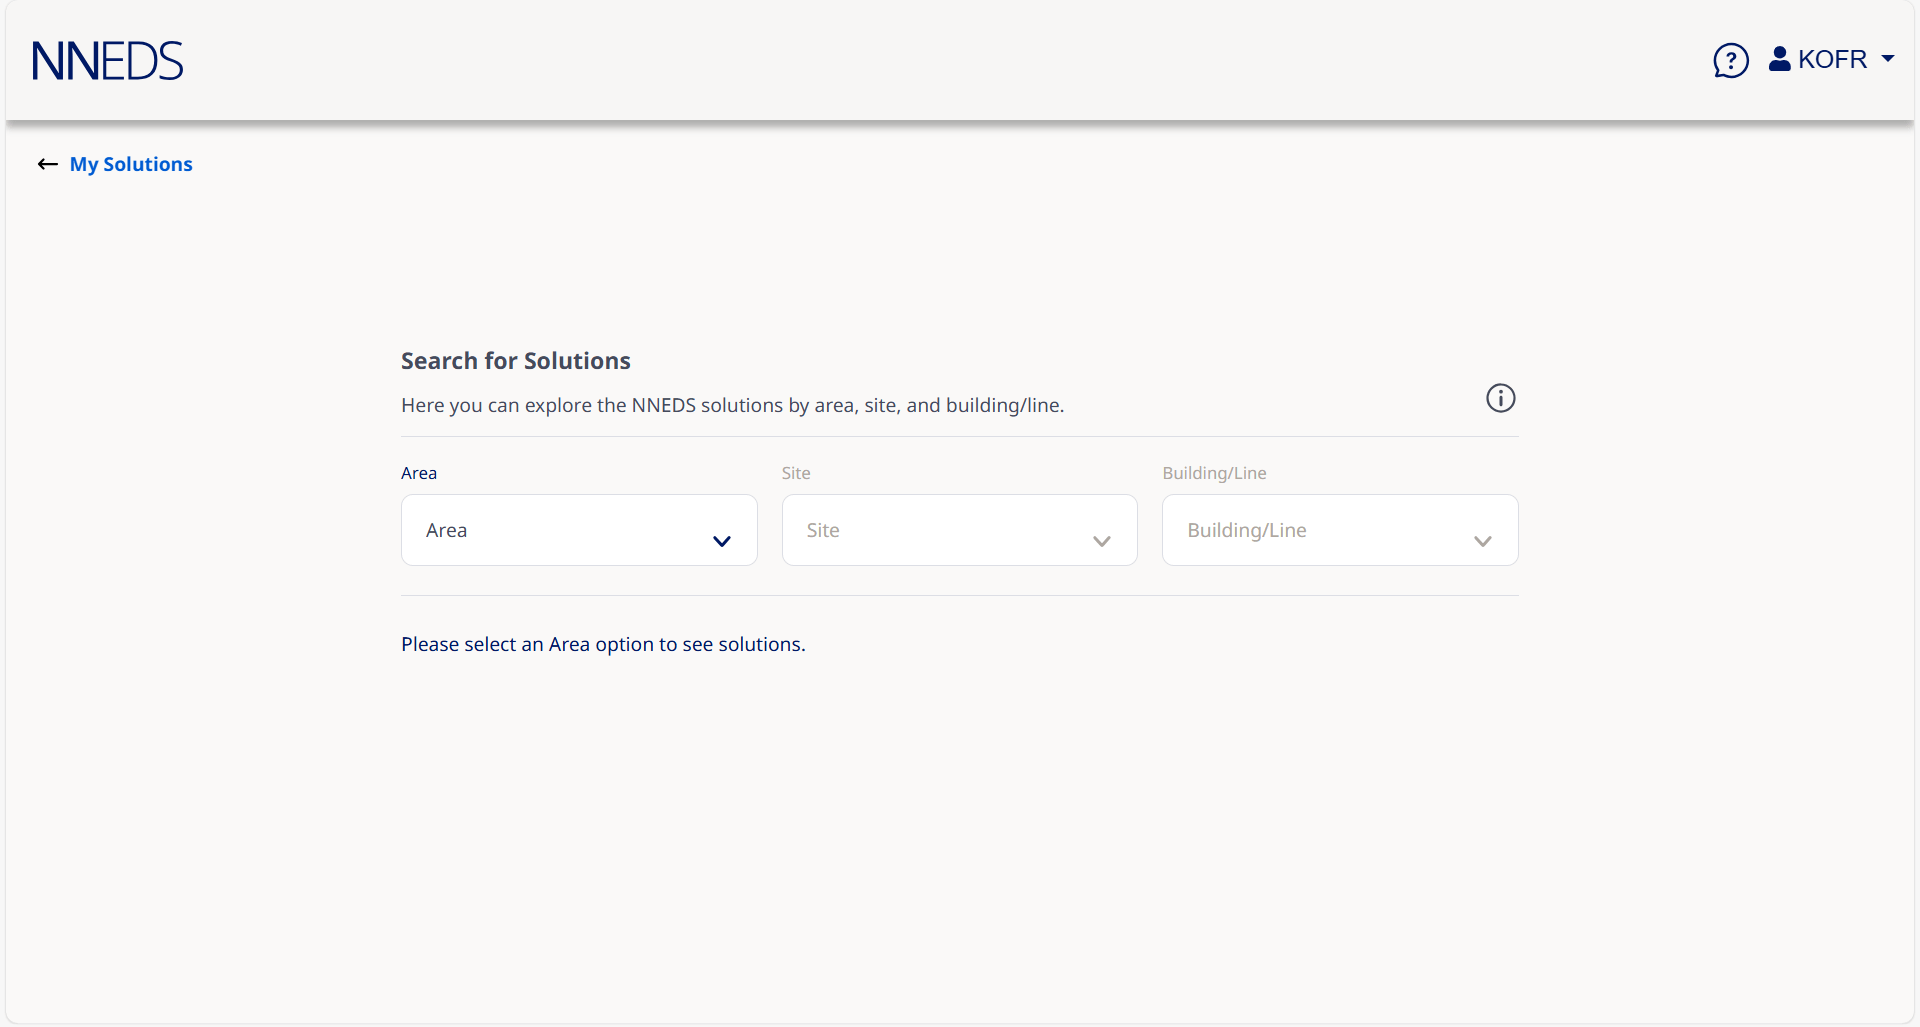 NNEDS
KOFR
My Solutions
Search for Solutions
Here you can explore the NNEDS solutions by area, site, and building/line.
Area Site Building/Line
Area Site Building/Line
Please select an Area option to see solutions.